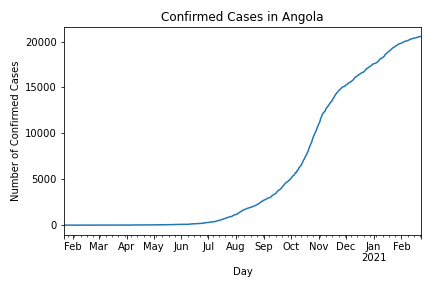 Confirmed Cases in Angola
Number of Confirmed Cases
20000
15000
10000
5000
0
Feb Mar Apr May Jun Jul Aug Sep Oct Nov Dec Jan Feb
2021
Day